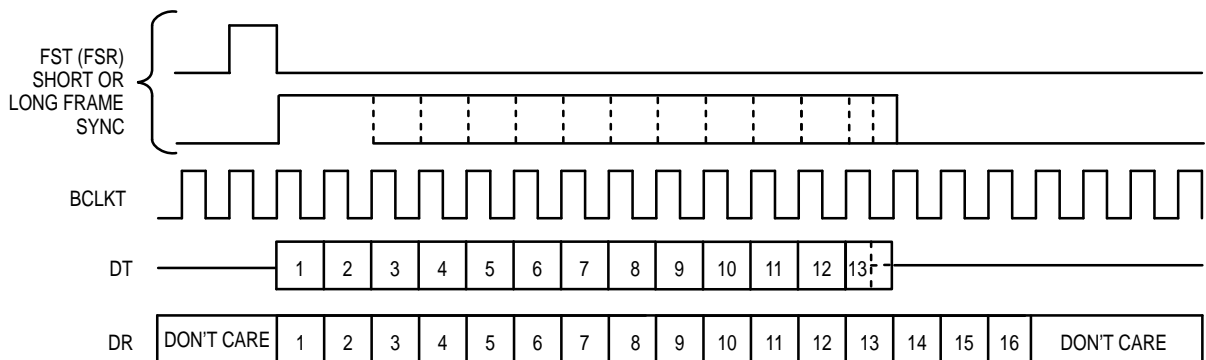 FST (FSR)
SHORT OR
LONG FRAME
SYNC
BCLKT
DT 1 2 3 4 5 6 7 8 9 10 11 12 13
DR DON'T CARE 1 2 3 4 5 6 7 8 9 10 11 12 13 14 15 16 DON'T CARE